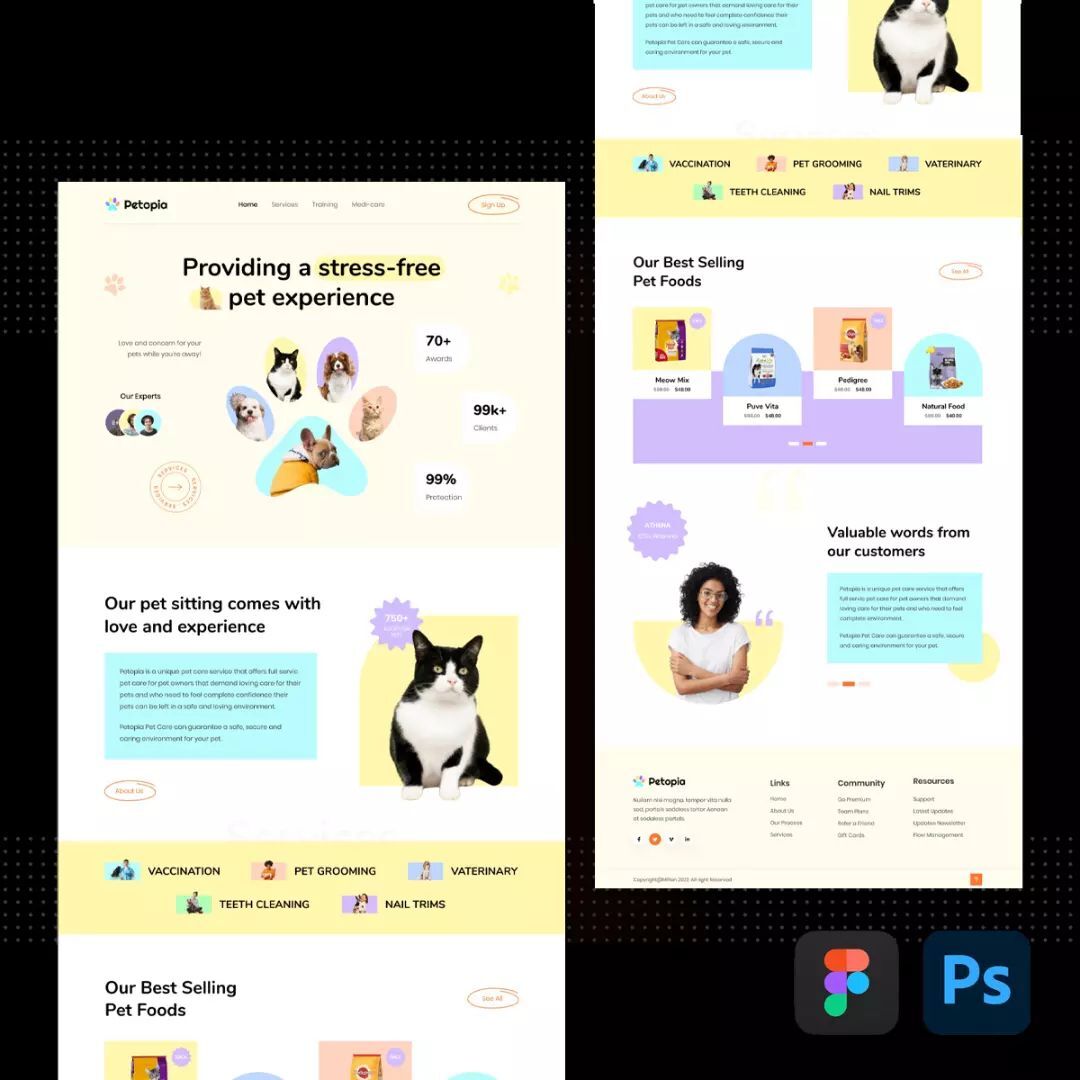 Petopia
Home Services Training Medi-care
Sign Up
Providing a stress-free
pet experience
Love and concern for your
pets while you're away!
Our Experts
SERVICES - SERVICES - SERVICES
70+
Awards
99k+
Clients
99%
Protection
Our pet sitting comes with
love and experience
750+
Petopia is a unique pet care service that offers full servic
pet care for pet owners that demand loving care for their
pets and who need to feel complete confidence their
pets can be left in a safe and loving environment.
Petopia Pet Care can guarantee a safe, secure and
caring environment for your pet.
About Us
VACCINATION PET GROOMING VATERINARY
TEETH CLEANING NAIL TRIMS
Our Best Selling
Pet Foods
See All
pet care for pet owners that demand loving care for their
pets and who need to feel complete confidence their
pets can be left in a safe and loving environment.
Petopia Pet Care can guarantee a safe, secure and
caring environment for your pet.
About Us
VACCINATION PET GROOMING VATERINARY
TEETH CLEANING NAIL TRIMS
Our Best Selling
Pet Foods
See All
Meow Mix
$48.00
Puve Vita
$48.00
Pedigree
$48.00
Natural Food
$40.00
ATHENA
Valuable words from
our customers
Petopia is a unique pet care service that offers
full servic pet care for pet owners that demand
loving care for their pets and who need to feel
complete environment.
Petopia Pet Care can guarantee a safe, secure
and caring environment for your pet.
Petopia
Nullam nisi magna, tempor vita nulla
sed, portals sodales tortor Aenean
et sodales portals.
Links
Home
About Us
Our Process
Services
Community
Go Premium
Team Plans
Refer a Friend
Gift Cards
Resources
Support
Latest Updates
Updates Newsletter
Flow Management
All right Reserved
Ps